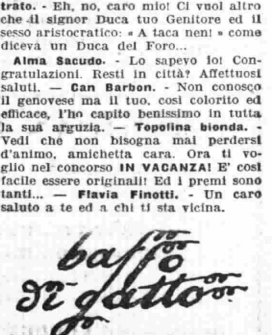 trato. - Eh, no, caro mio! Ci vuol altro
che il signor Duca tuo Genitore ed il
sesso aristocratico: « A taca nen! » come
diceva un Duca del Foro...
Alma Sacudo. - Lo sapevo io! Con-
gratulazioni. Resti in città? Affettuosi
saluti. — Can Barbon. - Non conosco
il genovese ma il tuo, così colorito ed
efficace, l'ho capito benissimo in tutta
la sua arguzia. — Topolina bionda. -
Vedi che non bisogna mai perdersi
d'animo, amichetta cara. Ora ti vo-
glio nel concorso IN VACANZA! E' così
facile essere originali! Ed i premi sono
tanti... — Flavia Finotti. - Un caro
saluto a te ed a chi ti sta vicina.
baffo
di gatto